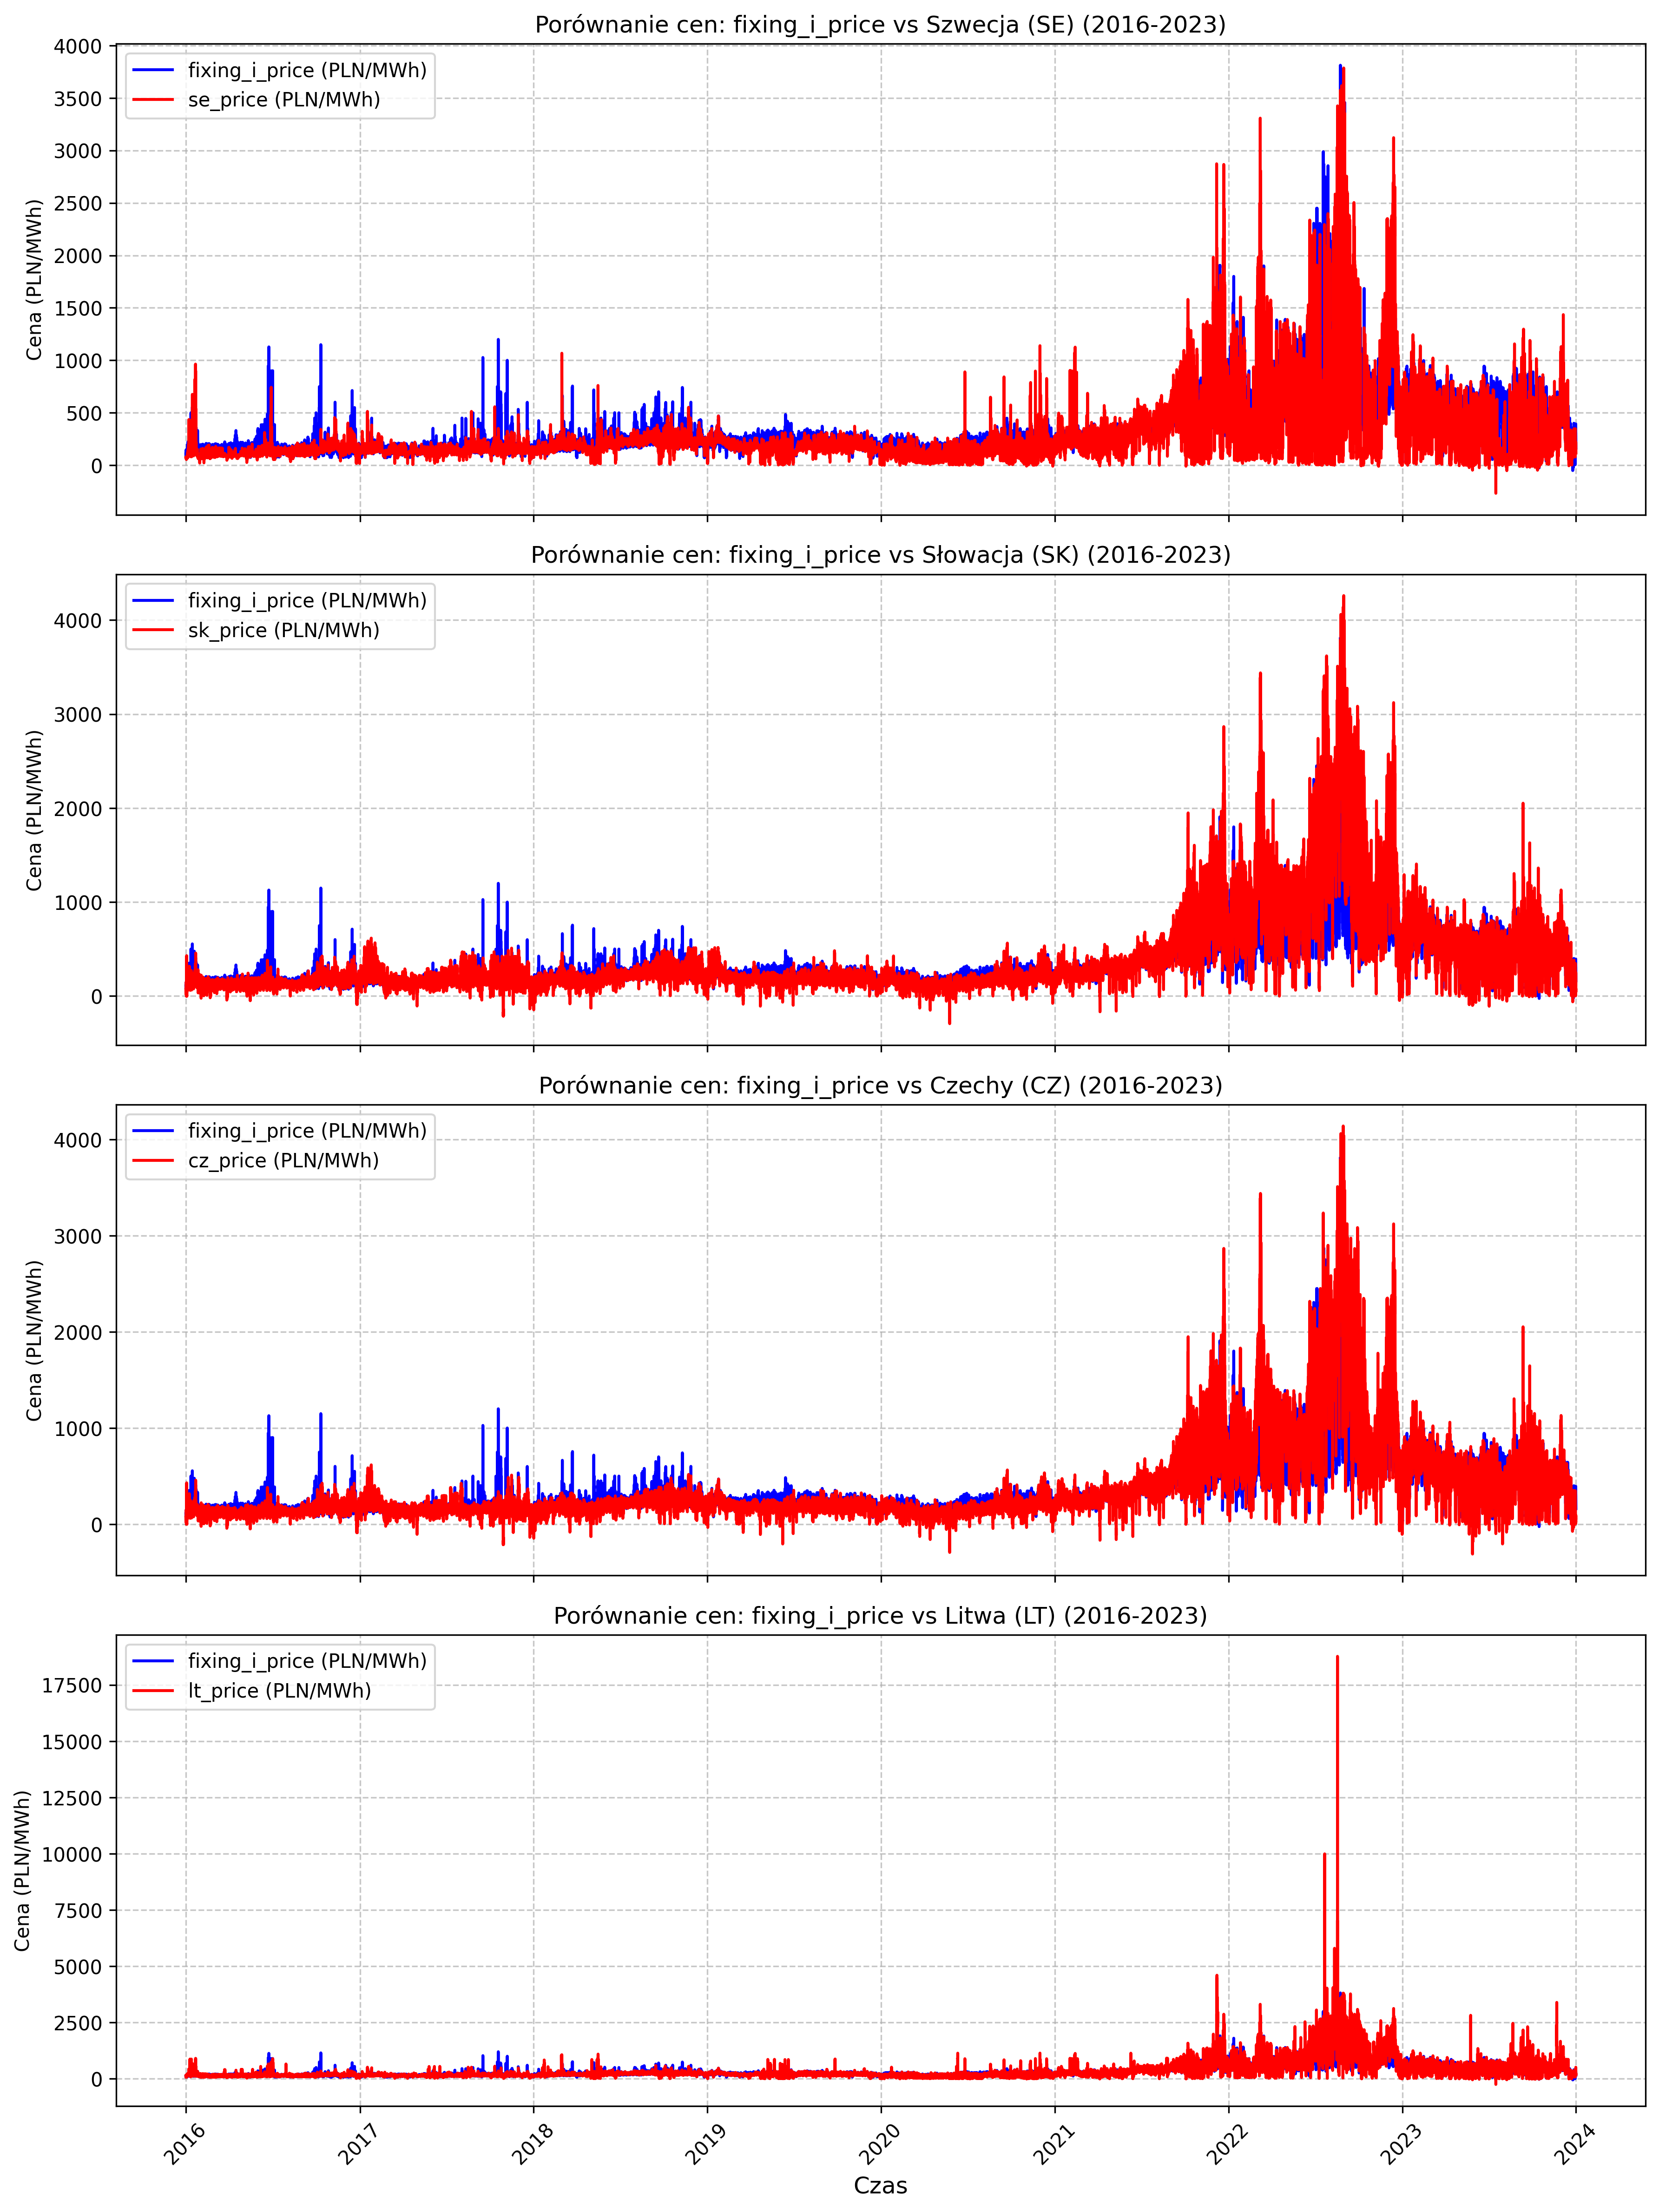 Porównanie cen: fixing_i_price vs Szwecja (SE) (2016-2023)
4000
3500
3000
2500
2000
1500
1000
500
0
Cena (PLN/MWh)
fixing_i_price (PLN/MWh)
se_price (PLN/MWh)
Porównanie cen: fixing_i_price vs Słowacja (SK) (2016-2023)
4000
3000
2000
1000
0
Cena (PLN/MWh)
fixing_i_price (PLN/MWh)
sk_price (PLN/MWh)
Porównanie cen: fixing_i_price vs Czechy (CZ) (2016-2023)
4000
3000
2000
1000
0
Cena (PLN/MWh)
fixing_i_price (PLN/MWh)
cz_price (PLN/MWh)
Porównanie cen: fixing_i_price vs Litwa (LT) (2016-2023)
17500
15000
12500
10000
7500
5000
2500
0
Cena (PLN/MWh)
fixing_i_price (PLN/MWh)
lt_price (PLN/MWh)
2016
2017
2018
2019
2020
2021
2022
2023
2024
Czas